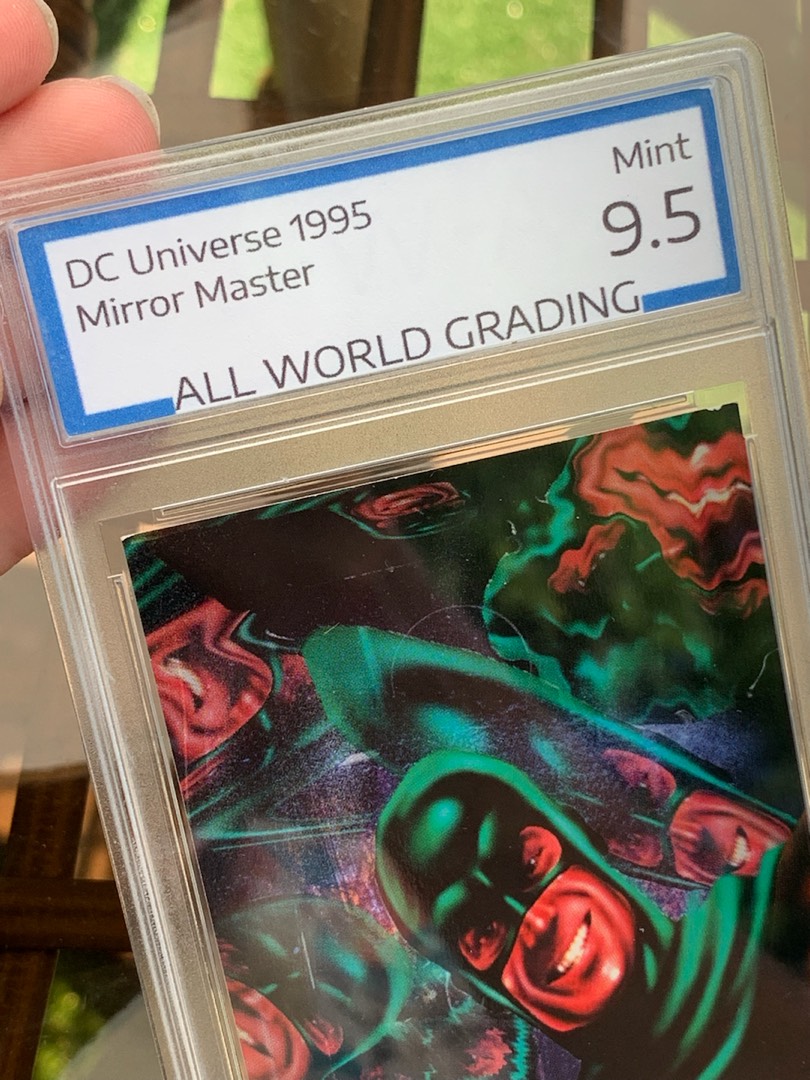 DC Universe 1995
Mirror Master
Mint
9.5
ALL WORLD GRADING